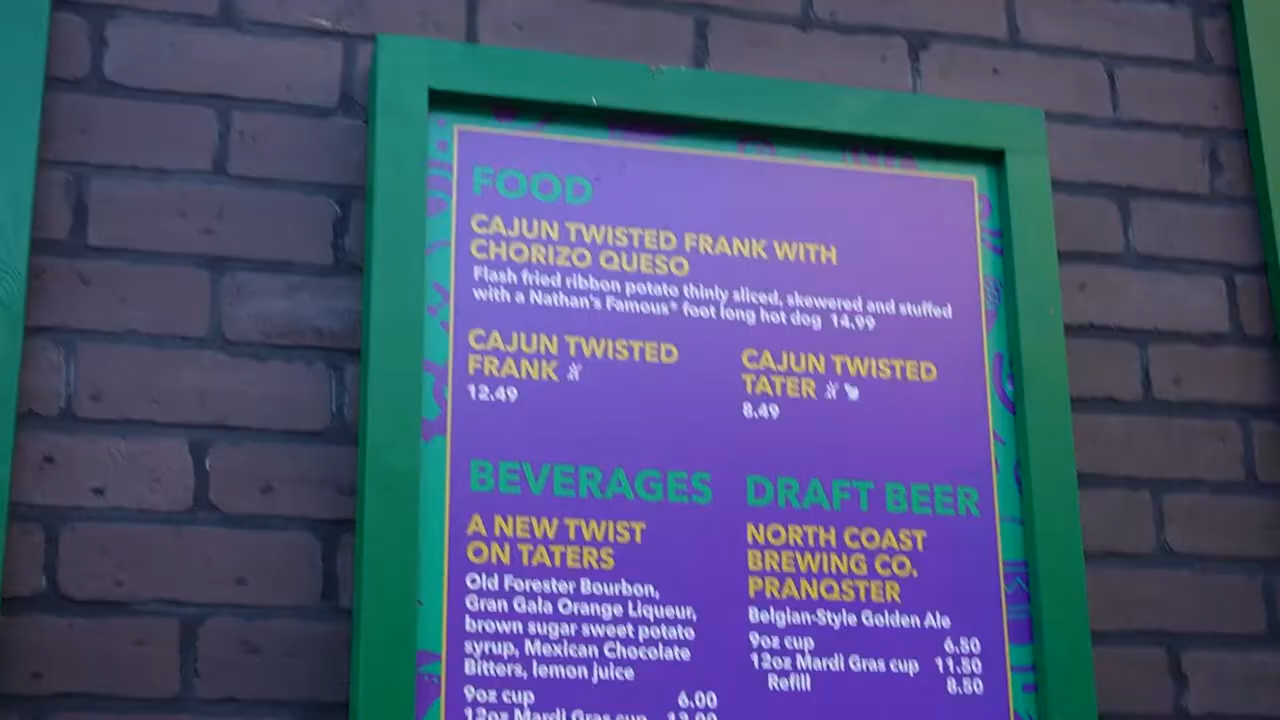 FOOD
CAJUN TWISTED FRANK WITH
CHORIZO QUESO
Flash fried ribbon potato thinly sliced, skewered and stuffed
with a Nathan's Famous® foot long hot dog 14.99
CAJUN TWISTED
FRANK
12.49
CAJUN TWISTED
TATER
8.49
BEVERAGES
A NEW TWIST
ON TATERS
Old Forester Bourbon,
Gran Gala Orange Liqueur,
brown sugar sweet potato
syrup, Mexican Chocolate
Bitters, lemon juice
9oz cup 6.00
12oz Mardi Gras cup
DRAFT BEER
NORTH COAST
BREWING CO.
PRANQSTER
Belgian-Style Golden Ale
9oz cup 6.50
12oz Mardi Gras cup 11.50
Refill 8.50